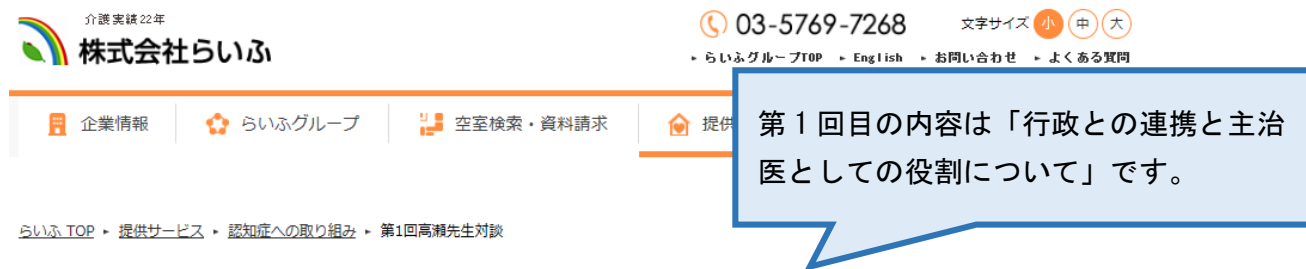 介護実績22年
株式会社らいふ
03-5769-7268
文字サイズ 小 中 大
▸ らいふグループTOP ▸ English ▸ お問い合わせ ▸ よくある質問
企業情報 らいふグループ 空室検索・資料請求 提供
第１回目の内容は「行政との連携と主治
医としての役割について」です。
らいふ TOP ▸ 提供サービス ▸ 認知症への取り組み ▸ 第1回高瀬先生対談